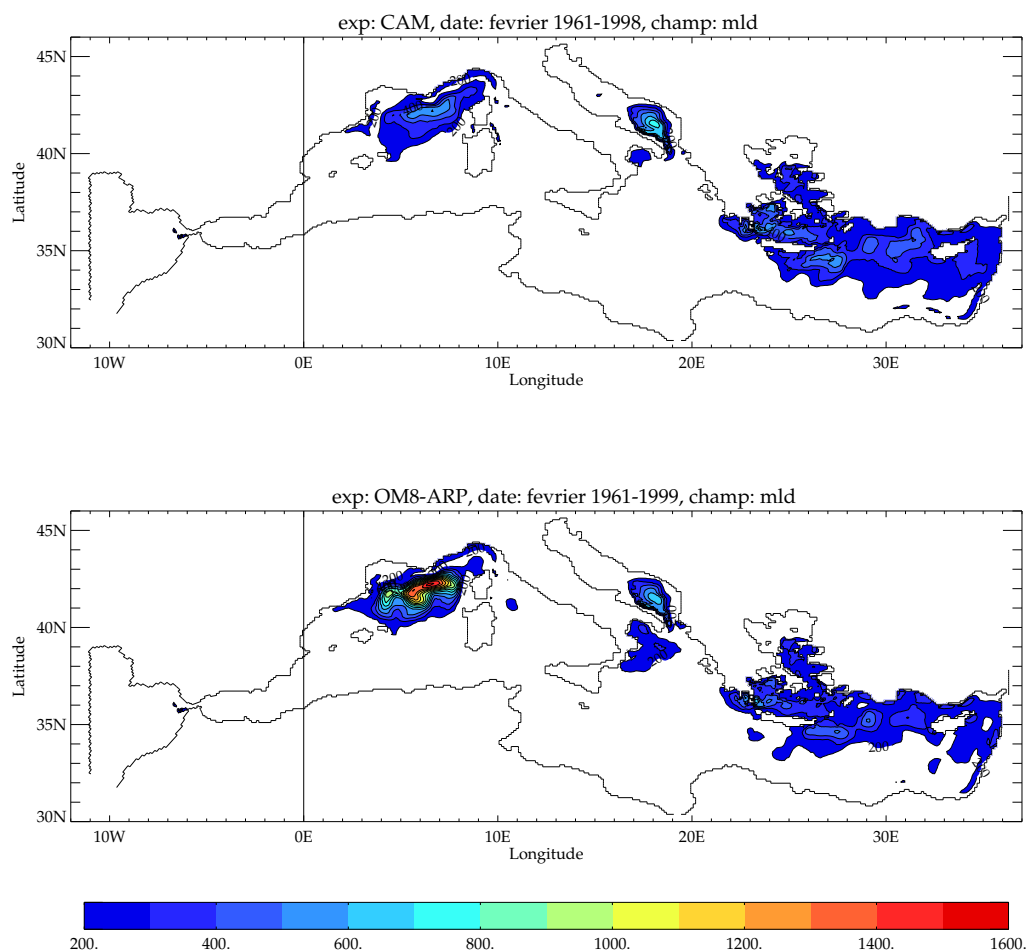 exp: CAM, date: fevrier 1961-1998, champ: mld
45N
40N
35N
30N
Latitude
10W 0E 10E 20E 30E
Longitude
exp: OM8-ARP, date: fevrier 1961-1999, champ: mld
45N
40N
35N
30N
Latitude
200
10W 0E 10E 20E 30E
Longitude
200. 400. 600. 800. 1000. 1200. 1400. 1600.